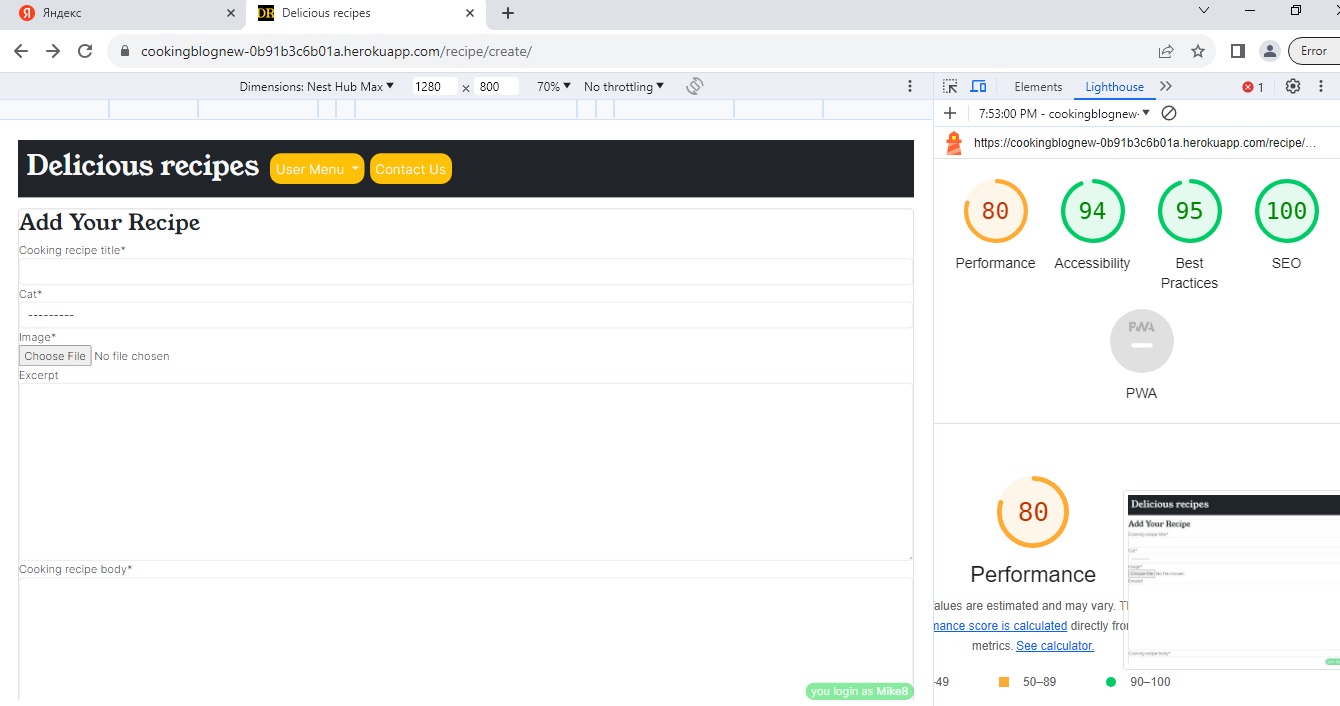 Яндекс
DR Delicious recipes
cookingblognew-0b91b3c6b01a.herokuapp.com/recipe/create/
Error
Dimensions: Nest Hub Max 1280 × 800 70% No throttling
Elements Lighthouse 1
7:53:00 PM - cookingblognew-
https://cookingblognew-0b91b3c6b01a.herokuapp.com/recipe/...
Delicious recipes User Menu Contact Us
Add Your Recipe
Cooking recipe title*
Cat*
---------
Image*
Choose File No file chosen
Excerpt
Cooking recipe body*
you login as Mike8
80 94 95 100
Performance Accessibility Best Practices SEO
PWA
PWA
80
Performance
alues are estimated and may vary.
mance score is calculated directly
metrics. See calculator.
-49 50–89 90–100
Delicious recipes
Add Your Recipe
Cooking recipe title*
Cat*
Image*
Choose File No file chosen
Excerpt
Cooking recipe body*